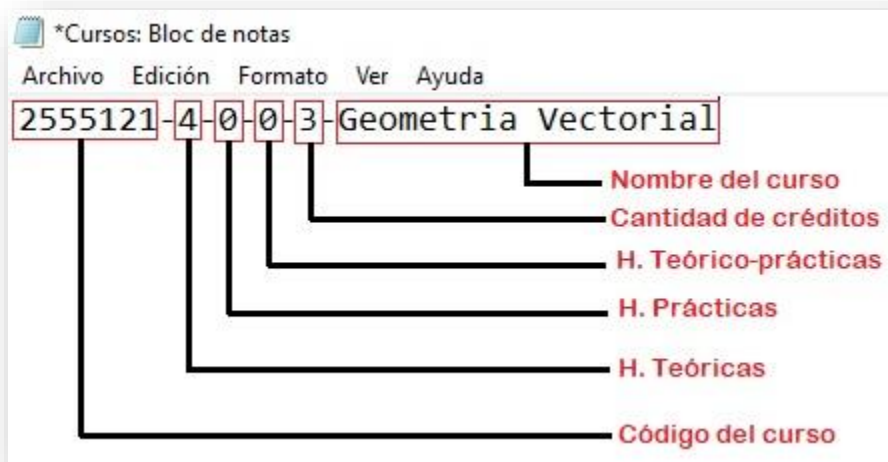 *Cursos: Bloc de notas
Archivo Edición Formato Ver Ayuda
2555121-4-0-0-3-Geometria Vectorial
Nombre del curso
Cantidad de créditos
H. Teórico-prácticas
H. Prácticas
H. Teóricas
Código del curso